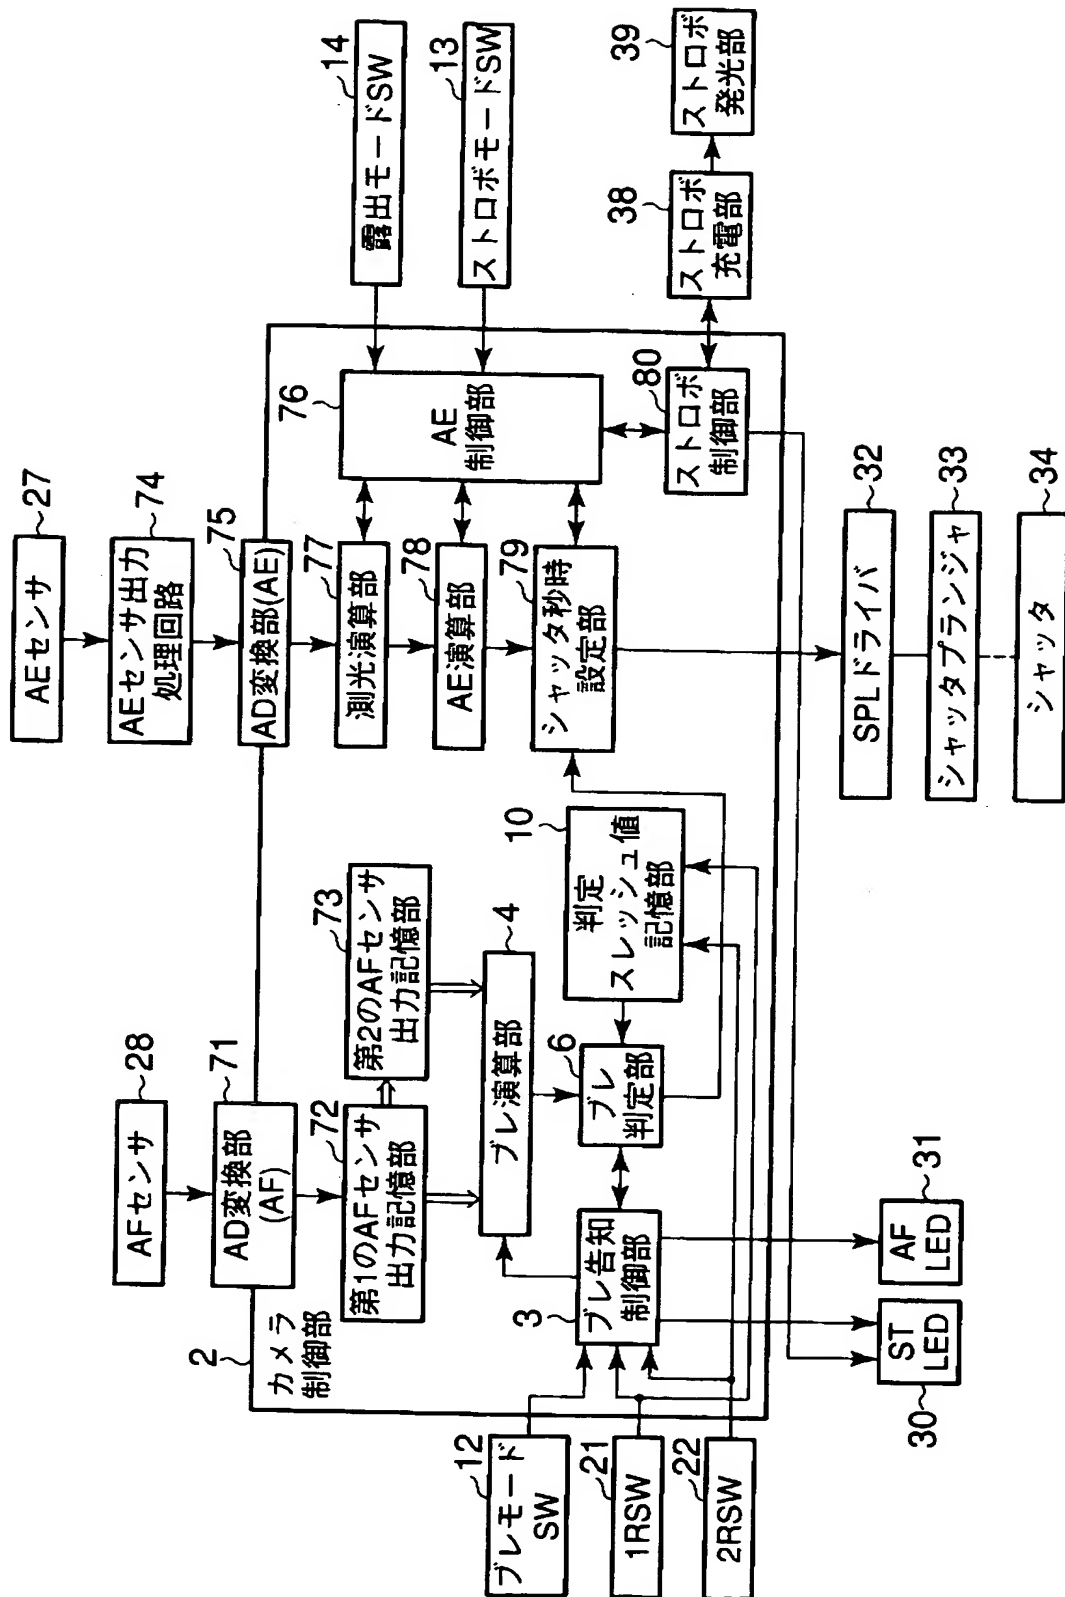 AEセンサ
27
AEセンサ出力
処理回路
74
AD変換部(AE)
75
AFセンサ
28
AD変換部
(AF)
71
2
カメラ
制御部
第1のAFセンサ
出力記憶部
72
第2のAFセンサ
出力記憶部
73
測光演算部
77
AE演算部
78
シャッタ秒時
設定部
79
AE
制御部
76
露出モードSW
14
ストロボモードSW
13
ストロボ
制御部
80
ストロボ
充電部
38
ストロボ
発光部
39
ブレ演算部
4
ブレ告知
制御部
3
ブレ
判定部
6
判定
スレッシュ値
記憶部
10
ブレモード
SW
12
1RSW
21
2RSW
22
ST
LED
30
AF
LED
31
SPLドライバ
32
シャッタプランジャ
33
シャッタ
34